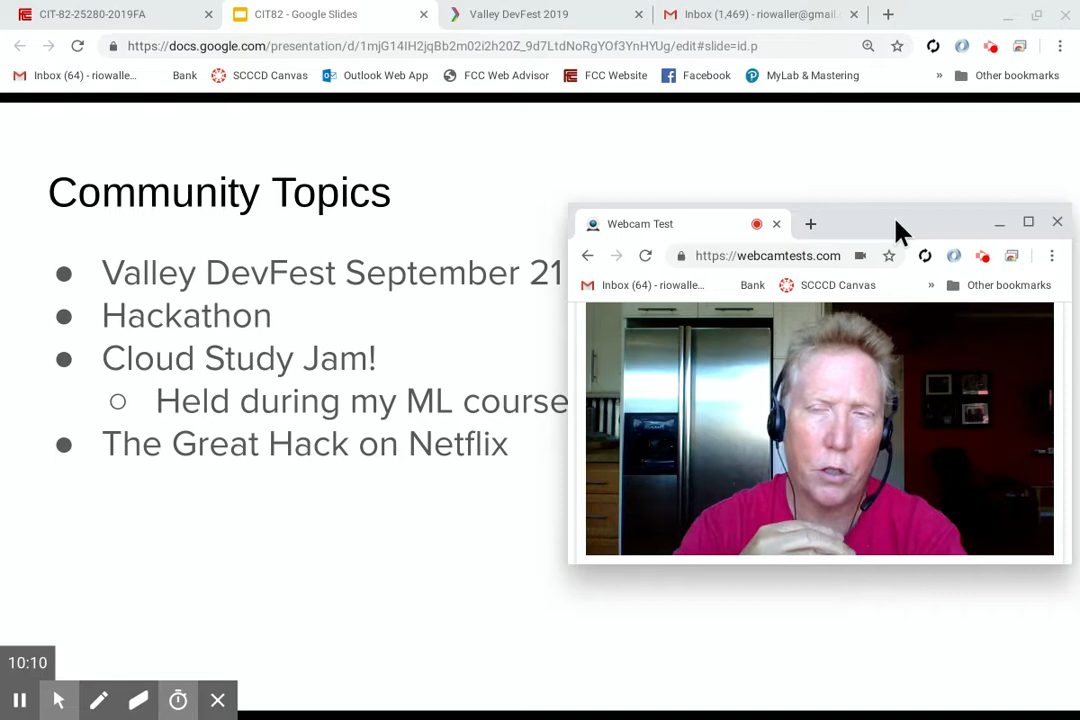 CIT-82-25280-2019FA
CIT82 - Google Slides
Valley DevFest 2019
Inbox (1,469) - riowaller@gmail.
https://docs.google.com/presentation/d/1mjG14IH2jqBb2m02i2h20Z_9d7LtdNoRgYOf3YnHYUg/edit#slide=id.p
Inbox (64) - riowalle...
Bank
SCCCD Canvas
Outlook Web App
FCC Web Advisor
FCC Website
Facebook
MyLab & Mastering
»
Other bookmarks
Community Topics
● Valley DevFest September 21
● Hackathon
● Cloud Study Jam!
○ Held during my ML course
● The Great Hack on Netflix
Webcam Test
https://webcamtests.com
Inbox (64) - riowalle...
Bank
SCCCD Canvas
»
Other bookmarks
10:10